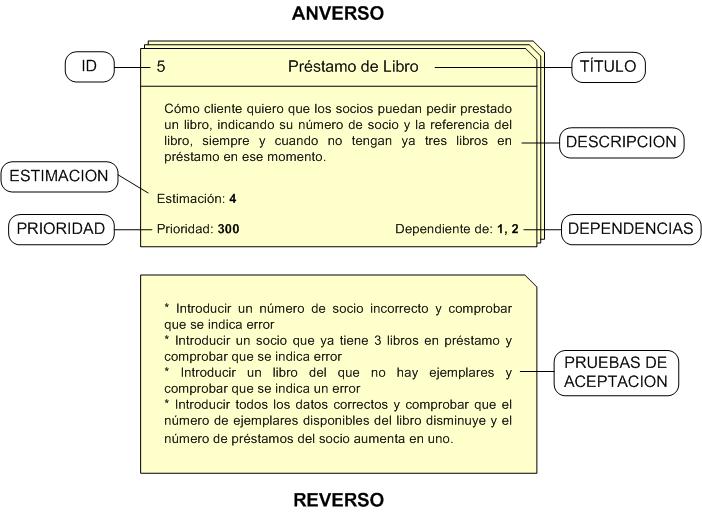 ANVERSO
ID
5
Préstamo de Libro
TÍTULO
Cómo cliente quiero que los socios puedan pedir prestado
un libro, indicando su número de socio y la referencia del
libro, siempre y cuando no tengan ya tres libros en
préstamo en ese momento.
DESCRIPCION
ESTIMACION
Estimación: 4
PRIORIDAD
Prioridad: 300
Dependiente de: 1, 2
DEPENDENCIAS
* Introducir un número de socio incorrecto y comprobar
que se indica error
* Introducir un socio que ya tiene 3 libros en préstamo y
comprobar que se indica error
* Introducir un libro del que no hay ejemplares y
comprobar que se indica un error
* Introducir todos los datos correctos y comprobar que el
número de ejemplares disponibles del libro disminuye y el
número de préstamos del socio aumenta en uno.
PRUEBAS DE
ACEPTACION
REVERSO